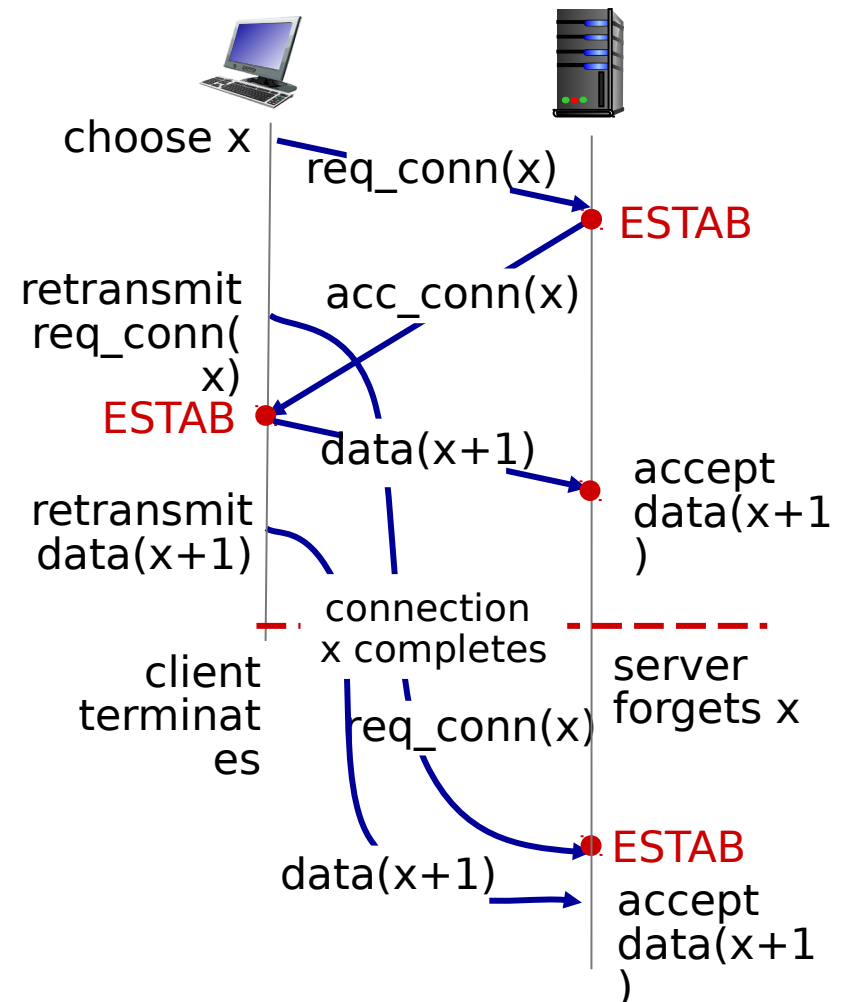 choose x
req_conn(x)
ESTAB
retransmit
req_conn(
x)
acc_conn(x)
ESTAB
data(x+1)
accept
data(x+1
)
retransmit
data(x+1)
connection
x completes
client
terminat
es
server
forgets x
req_conn(x)
ESTAB
data(x+1)
accept
data(x+1
)